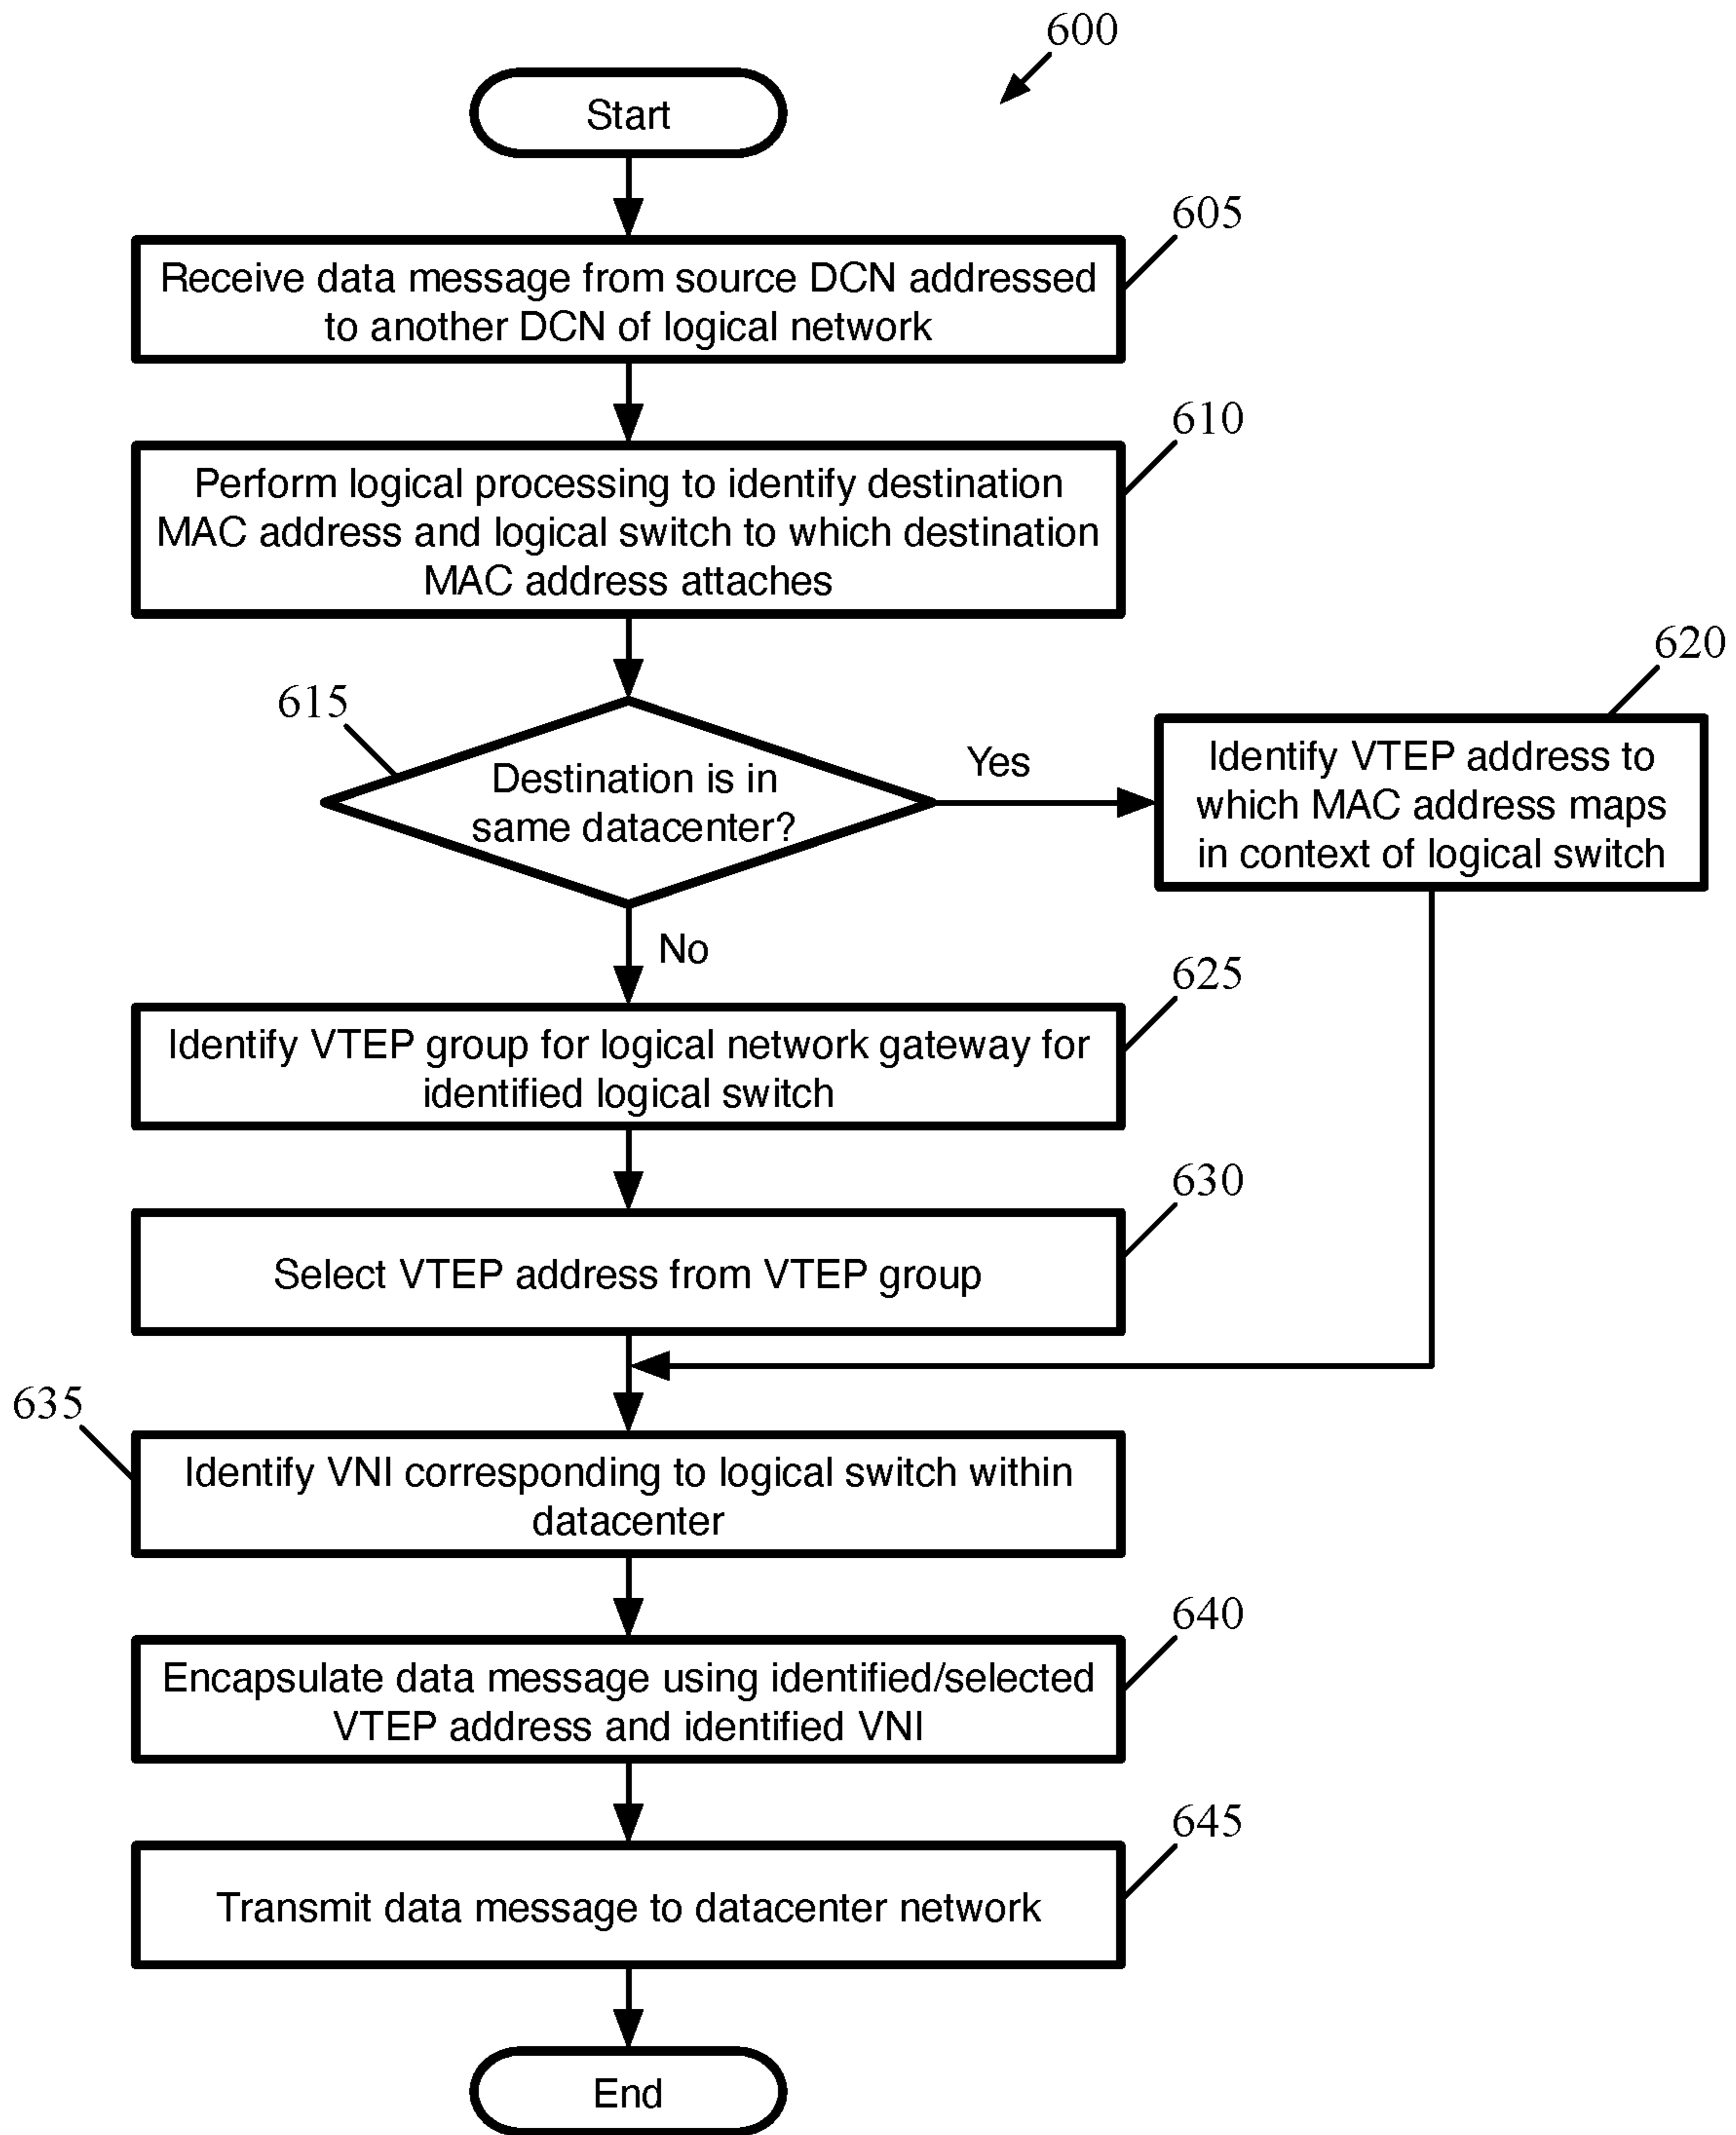 600
Start
605
Receive data message from source DCN addressed
to another DCN of logical network
610
Perform logical processing to identify destination
MAC address and logical switch to which destination
MAC address attaches
615
Destination is in
same datacenter?
Yes
620
Identify VTEP address to
which MAC address maps
in context of logical switch
No
625
Identify VTEP group for logical network gateway for
identified logical switch
630
Select VTEP address from VTEP group
635
Identify VNI corresponding to logical switch within
datacenter
640
Encapsulate data message using identified/selected
VTEP address and identified VNI
645
Transmit data message to datacenter network
End